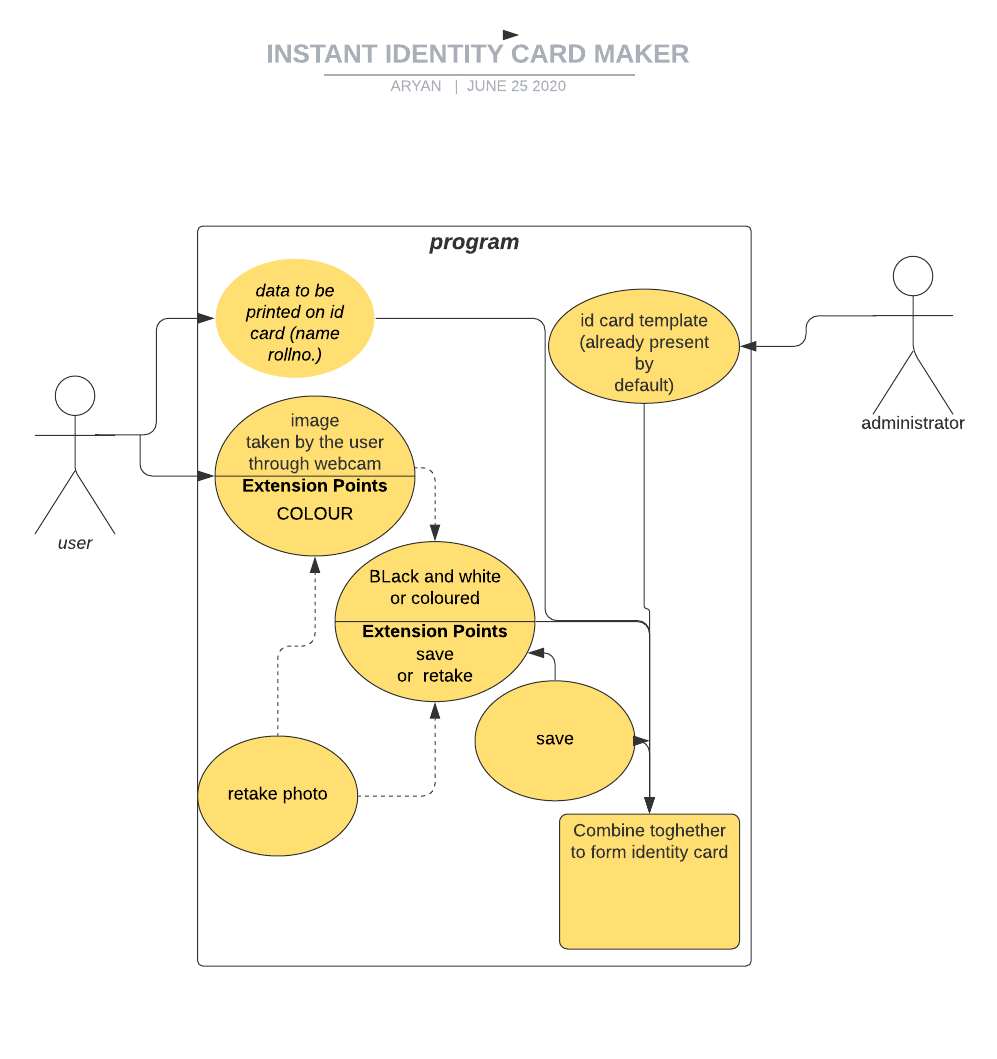 INSTANT IDENTITY CARD MAKER
ARYAN | JUNE 25 2020
program
data to be
printed on id
card (name
rollno.)
id card template
(already present
by
default)
administrator
user
image
taken by the user
through webcam
Extension Points
COLOUR
BLack and white
or coloured
Extension Points
save
or retake
save
retake photo
Combine toghether
to form identity card